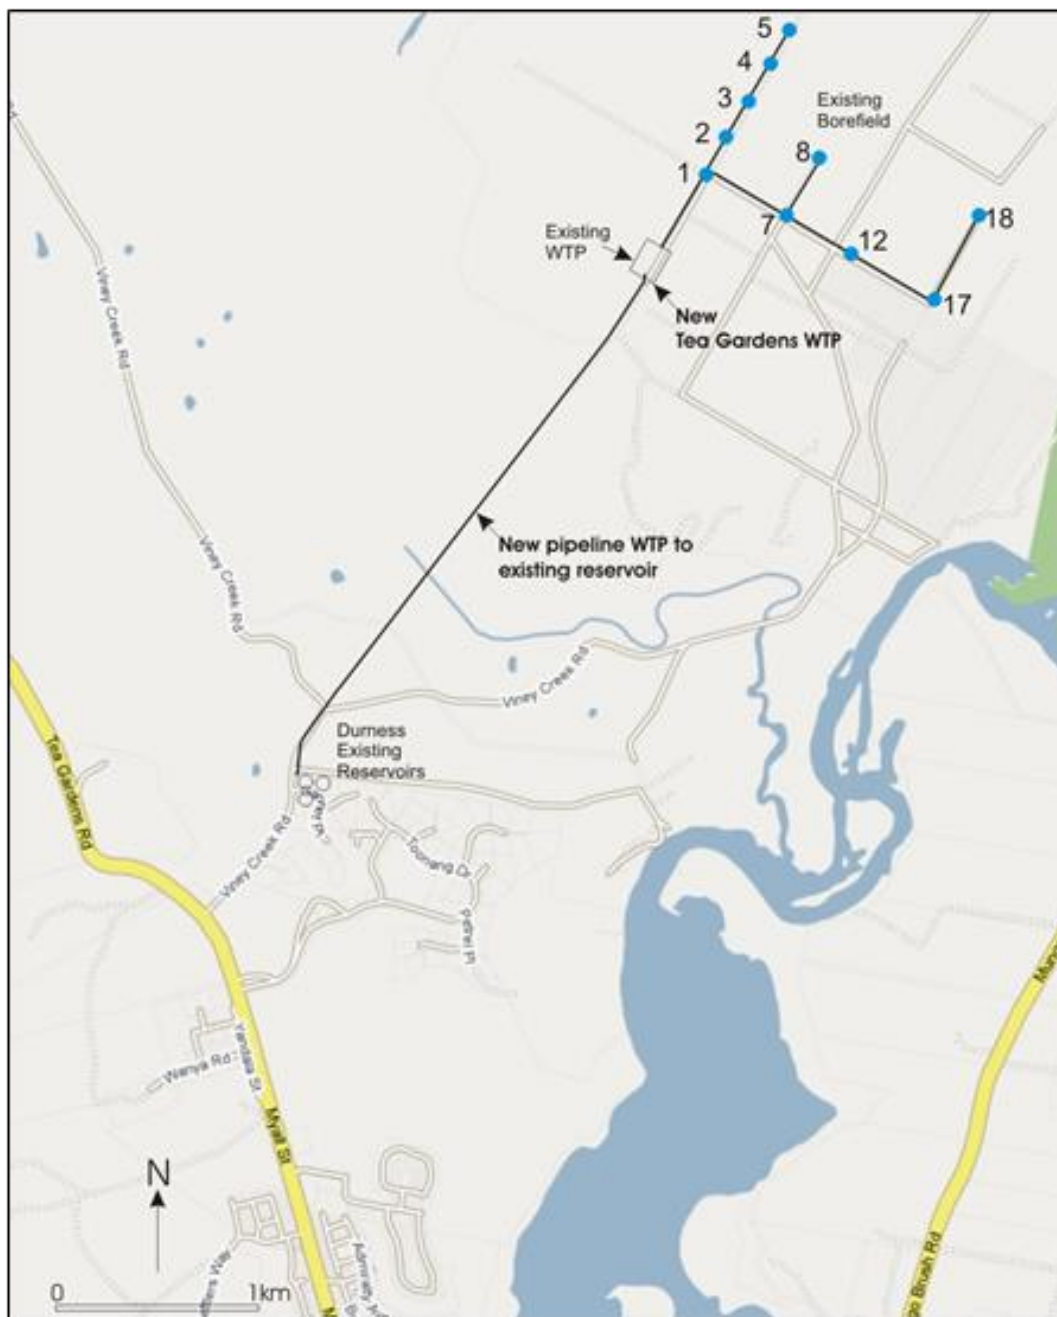 5
4
3
Existing
Borefield
2
8
1
7
12
18
17
Existing
WTP
New
Tea Gardens WTP
Viney Creek Rd
New pipeline WTP to
existing reservoir
Viney Creek Rd
Viney Creek Rd
Durness
Existing
Reservoirs
Tea Gardens Rd
Viney Creek Rd
Toonang Dr
Petrel Pl
Yandala St
Wanya Rd
Myall St
N
0 1km